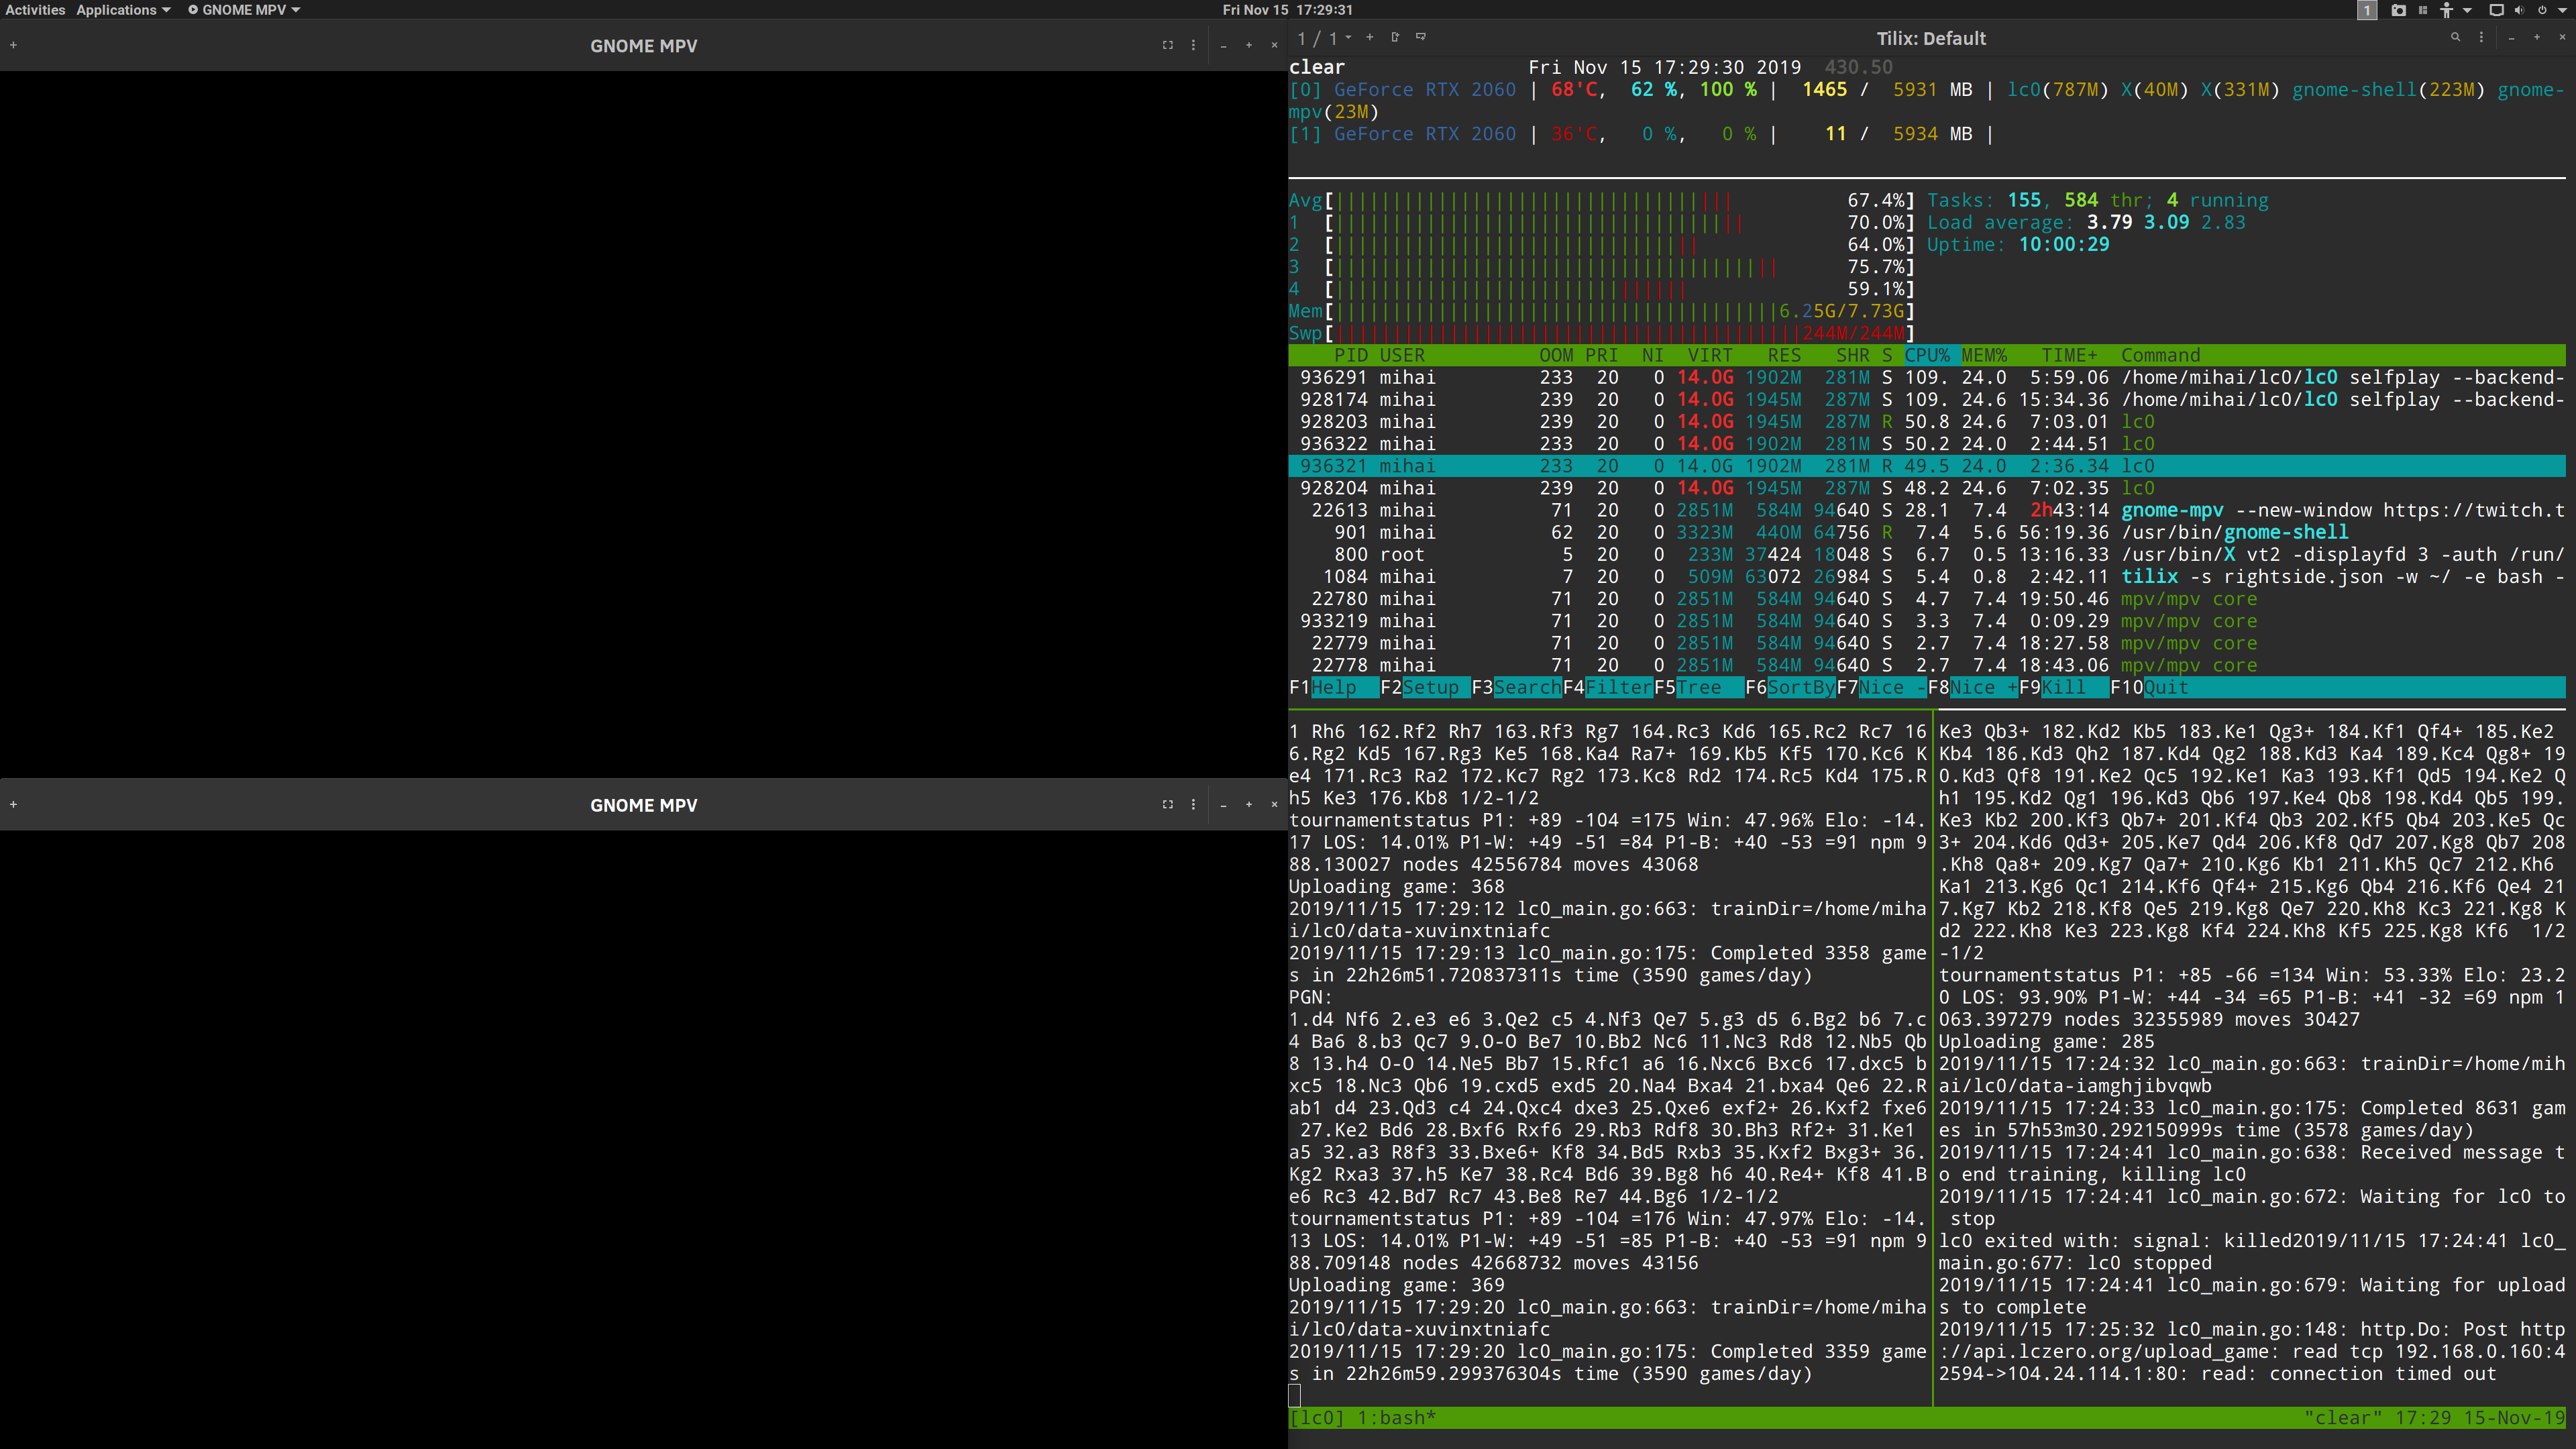 Activities Applications GNOME MPV Fri Nov 15 17:29:31 1
GNOME MPV
GNOME MPV
1 / 1 Tilix: Default
clear Fri Nov 15 17:29:30 2019 430.50
[0] GeForce RTX 2060 | 68'C, 62 %, 100 % | 1465 / 5931 MB | lc0(787M) X(40M) X(331M) gnome-shell(223M) gnome-
mpv(23M)
[1] GeForce RTX 2060 | 36'C, 0 %, 0 % | 11 / 5934 MB |
Avg[ 67.4%] Tasks: 155, 584 thr; 4 running
1 [ 70.0%] Load average: 3.79 3.09 2.83
2 [ 64.0%] Uptime: 10:00:29
3 [ 75.7%]
4 [ 59.1%]
Mem[ 6.25G/7.73G]
Swp[ 244M/244M]
PID USER OOM PRI NI VIRT RES SHR S CPU% MEM% TIME+ Command
936291 mihai 233 20 0 14.0G 1902M 281M S 109. 24.0 5:59.06 /home/mihai/lc0/lc0 selfplay --backend-
928174 mihai 239 20 0 14.0G 1945M 287M S 109. 24.6 15:34.36 /home/mihai/lc0/lc0 selfplay --backend-
928203 mihai 239 20 0 14.0G 1945M 287M R 50.8 24.6 7:03.01 lc0
936322 mihai 233 20 0 14.0G 1902M 281M S 50.2 24.0 2:44.51 lc0
936321 mihai 233 20 0 14.0G 1902M 281M R 49.5 24.0 2:36.34 lc0
928204 mihai 239 20 0 14.0G 1945M 287M S 48.2 24.6 7:02.35 lc0
22613 mihai 71 20 0 2851M 584M 94640 S 28.1 7.4 2h43:14 gnome-mpv --new-window https://twitch.t
901 mihai 62 20 0 3323M 440M 64756 R 7.4 5.6 56:19.36 /usr/bin/gnome-shell
800 root 5 20 0 233M 37424 18048 S 6.7 0.5 13:16.33 /usr/bin/X vt2 -displayfd 3 -auth /run/
1084 mihai 7 20 0 509M 63072 26984 S 5.4 0.8 2:42.11 tilix -s rightside.json -w ~/ -e bash -
22780 mihai 71 20 0 2851M 584M 94640 S 4.7 7.4 19:50.46 mpv/mpv core
933219 mihai 71 20 0 2851M 584M 94640 S 3.3 7.4 0:09.29 mpv/mpv core
22779 mihai 71 20 0 2851M 584M 94640 S 2.7 7.4 18:27.58 mpv/mpv core
22778 mihai 71 20 0 2851M 584M 94640 S 2.7 7.4 18:43.06 mpv/mpv core
F1Help F2Setup F3SearchF4FilterF5Tree F6SortByF7Nice -F8Nice +F9Kill F10Quit
1 Rh6 162.Rf2 Rh7 163.Rf3 Rg7 164.Rc3 Kd6 165.Rc2 Rc7 16
6.Rg2 Kd5 167.Rg3 Ke5 168.Ka4 Ra7+ 169.Kb5 Kf5 170.Kc6 K
e4 171.Rc3 Ra2 172.Kc7 Rg2 173.Kc8 Rd2 174.Rc5 Kd4 175.R
h5 Ke3 176.Kb8 1/2-1/2
tournamentstatus P1: +89 -104 =175 Win: 47.96% Elo: -14.
17 LOS: 14.01% P1-W: +49 -51 =84 P1-B: +40 -53 =91 npm 9
88.130027 nodes 42556784 moves 43068
Uploading game: 368
2019/11/15 17:29:12 lc0_main.go:663: trainDir=/home/miha
i/lc0/data-xuvinxtniafc
2019/11/15 17:29:13 lc0_main.go:175: Completed 3358 game
s in 22h26m51.720837311s time (3590 games/day)
PGN:
1.d4 Nf6 2.e3 e6 3.Qe2 c5 4.Nf3 Qe7 5.g3 d5 6.Bg2 b6 7.c
4 Ba6 8.b3 Qc7 9.O-O Be7 10.Bb2 Nc6 11.Nc3 Rd8 12.Nb5 Qb
8 13.h4 O-O 14.Ne5 Bb7 15.Rfc1 a6 16.Nxc6 Bxc6 17.dxc5 b
xc5 18.Nc3 Qb6 19.cxd5 exd5 20.Na4 Bxa4 21.bxa4 Qe6 22.R
ab1 d4 23.Qd3 c4 24.Qxc4 dxe3 25.Qxe6 exf2+ 26.Kxf2 fxe6
27.Ke2 Bd6 28.Bxf6 Rxf6 29.Rb3 Rdf8 30.Bh3 Rf2+ 31.Ke1
a5 32.a3 R8f3 33.Bxe6+ Kf8 34.Bd5 Rxb3 35.Kxf2 Bxg3+ 36.
Kg2 Rxa3 37.h5 Ke7 38.Rc4 Bd6 39.Bg8 h6 40.Re4+ Kf8 41.B
e6 Rc3 42.Bd7 Rc7 43.Be8 Re7 44.Bg6 1/2-1/2
tournamentstatus P1: +89 -104 =176 Win: 47.97% Elo: -14.
13 LOS: 14.01% P1-W: +49 -51 =85 P1-B: +40 -53 =91 npm 9
88.709148 nodes 42668732 moves 43156
Uploading game: 369
2019/11/15 17:29:20 lc0_main.go:663: trainDir=/home/miha
i/lc0/data-xuvinxtniafc
2019/11/15 17:29:20 lc0_main.go:175: Completed 3359 game
s in 22h26m59.299376304s time (3590 games/day)
Ke3 Qb3+ 182.Kd2 Kb5 183.Ke1 Qg3+ 184.Kf1 Qf4+ 185.Ke2
Kb4 186.Kd3 Qh2 187.Kd4 Qg2 188.Kd3 Ka4 189.Kc4 Qg8+ 19
0.Kd3 Qf8 191.Ke2 Qc5 192.Ke1 Ka3 193.Kf1 Qd5 194.Ke2 Q
h1 195.Kd2 Qg1 196.Kd3 Qb6 197.Ke4 Qb8 198.Kd4 Qb5 199.
Ke3 Kb2 200.Kf3 Qb7+ 201.Kf4 Qb3 202.Kf5 Qb4 203.Ke5 Qc
3+ 204.Kd6 Qd3+ 205.Ke7 Qd4 206.Kf8 Qd7 207.Kg8 Qb7 208
.Kh8 Qa8+ 209.Kg7 Qa7+ 210.Kg6 Kb1 211.Kh5 Qc7 212.Kh6
Ka1 213.Kg6 Qc1 214.Kf6 Qf4+ 215.Kg6 Qb4 216.Kf6 Qe4 21
7.Kg7 Kb2 218.Kf8 Qe5 219.Kg8 Qe7 220.Kh8 Kc3 221.Kg8 K
d2 222.Kh8 Ke3 223.Kg8 Kf4 224.Kh8 Kf5 225.Kg8 Kf6 1/2
-1/2
tournamentstatus P1: +85 -66 =134 Win: 53.33% Elo: 23.2
0 LOS: 93.90% P1-W: +44 -34 =65 P1-B: +41 -32 =69 npm 1
063.397279 nodes 32355989 moves 30427
Uploading game: 285
2019/11/15 17:24:32 lc0_main.go:663: trainDir=/home/mih
ai/lc0/data-iamghjibvqwb
2019/11/15 17:24:33 lc0_main.go:175: Completed 8631 gam
es in 57h53m30.292150999s time (3578 games/day)
2019/11/15 17:24:41 lc0_main.go:638: Received message t
o end training, killing lc0
2019/11/15 17:24:41 lc0_main.go:672: Waiting for lc0 to
stop
lc0 exited with: signal: killed2019/11/15 17:24:41 lc0_
main.go:677: lc0 stopped
2019/11/15 17:24:41 lc0_main.go:679: Waiting for upload
s to complete
2019/11/15 17:25:32 lc0_main.go:148: http.Do: Post http
://api.lczero.org/upload_game: read tcp 192.168.0.160:4
2594->104.24.114.1:80: read: connection timed out
[lc0] 1:bash* "clear" 17:29 15-Nov-19